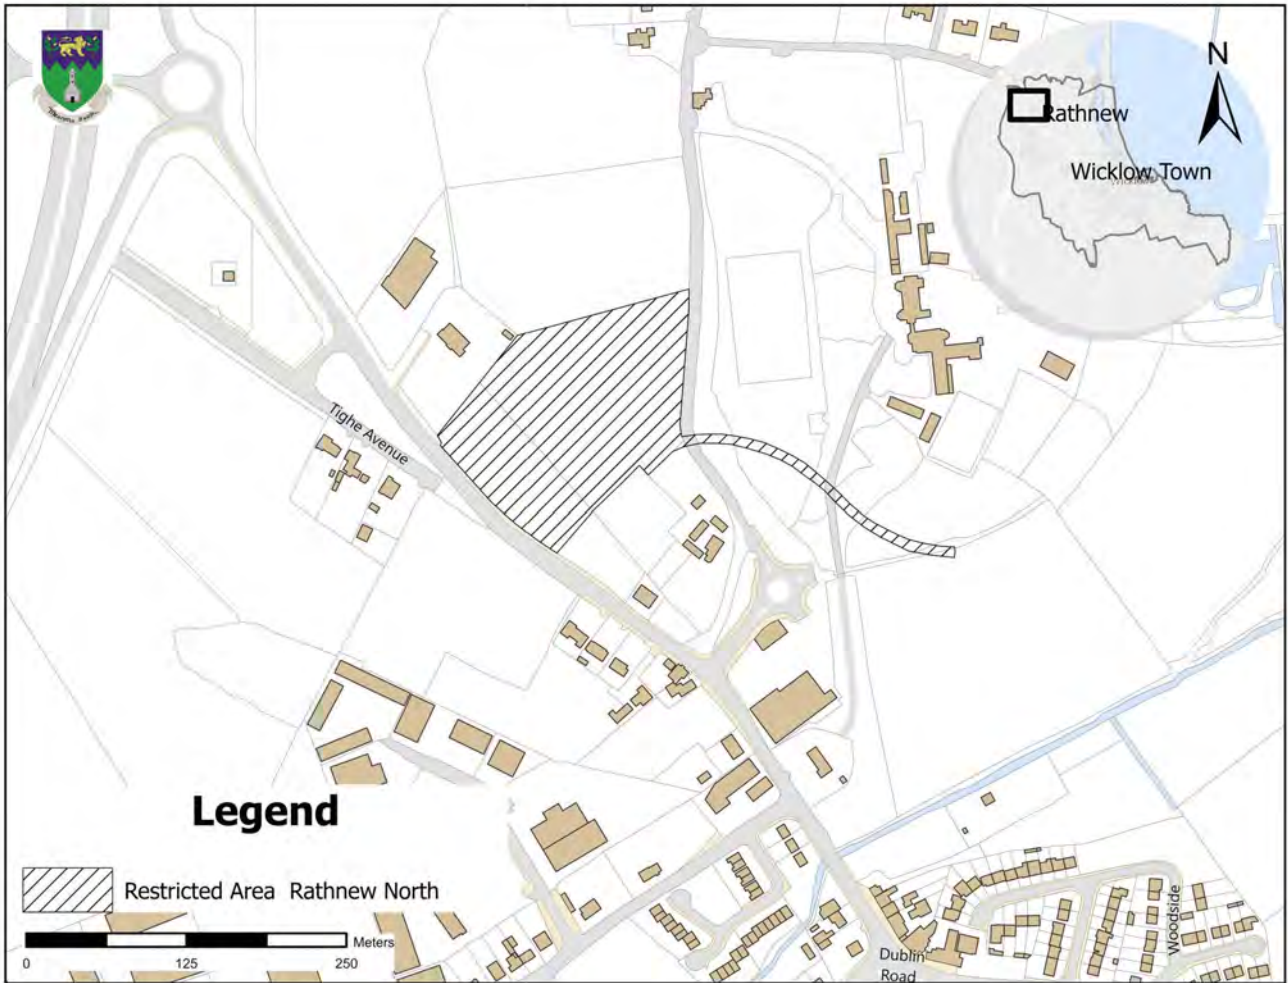 N
Rathnew
Wicklow Town
Tighe Avenue
Legend
Restricted Area Rathnew North
Meters
0 125 250
Woodside
Dublin
Road